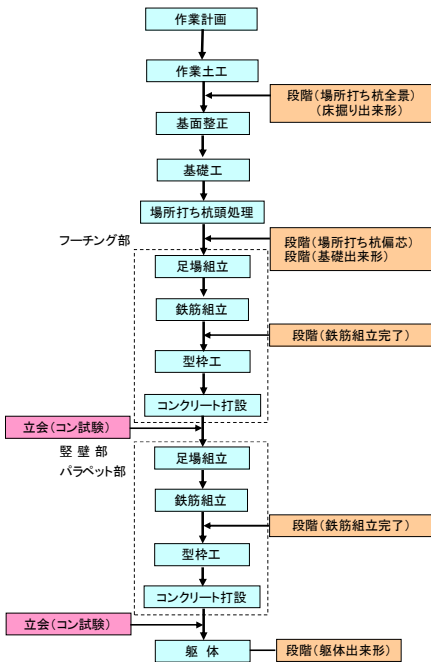 作業計画
作業土工
段階(場所打ち杭全景)
(床掘り出来形)
基面整正
基礎工
場所打ち杭頭処理
フーチング部
段階(場所打ち杭偏芯)
段階(基礎出来形)
足場組立
鉄筋組立
段階(鉄筋組立完了)
型枠工
コンクリート打設
立会(コン試験)
竪壁部
パラペット部
足場組立
鉄筋組立
段階(鉄筋組立完了)
型枠工
コンクリート打設
立会(コン試験)
躯体
段階(躯体出来形)